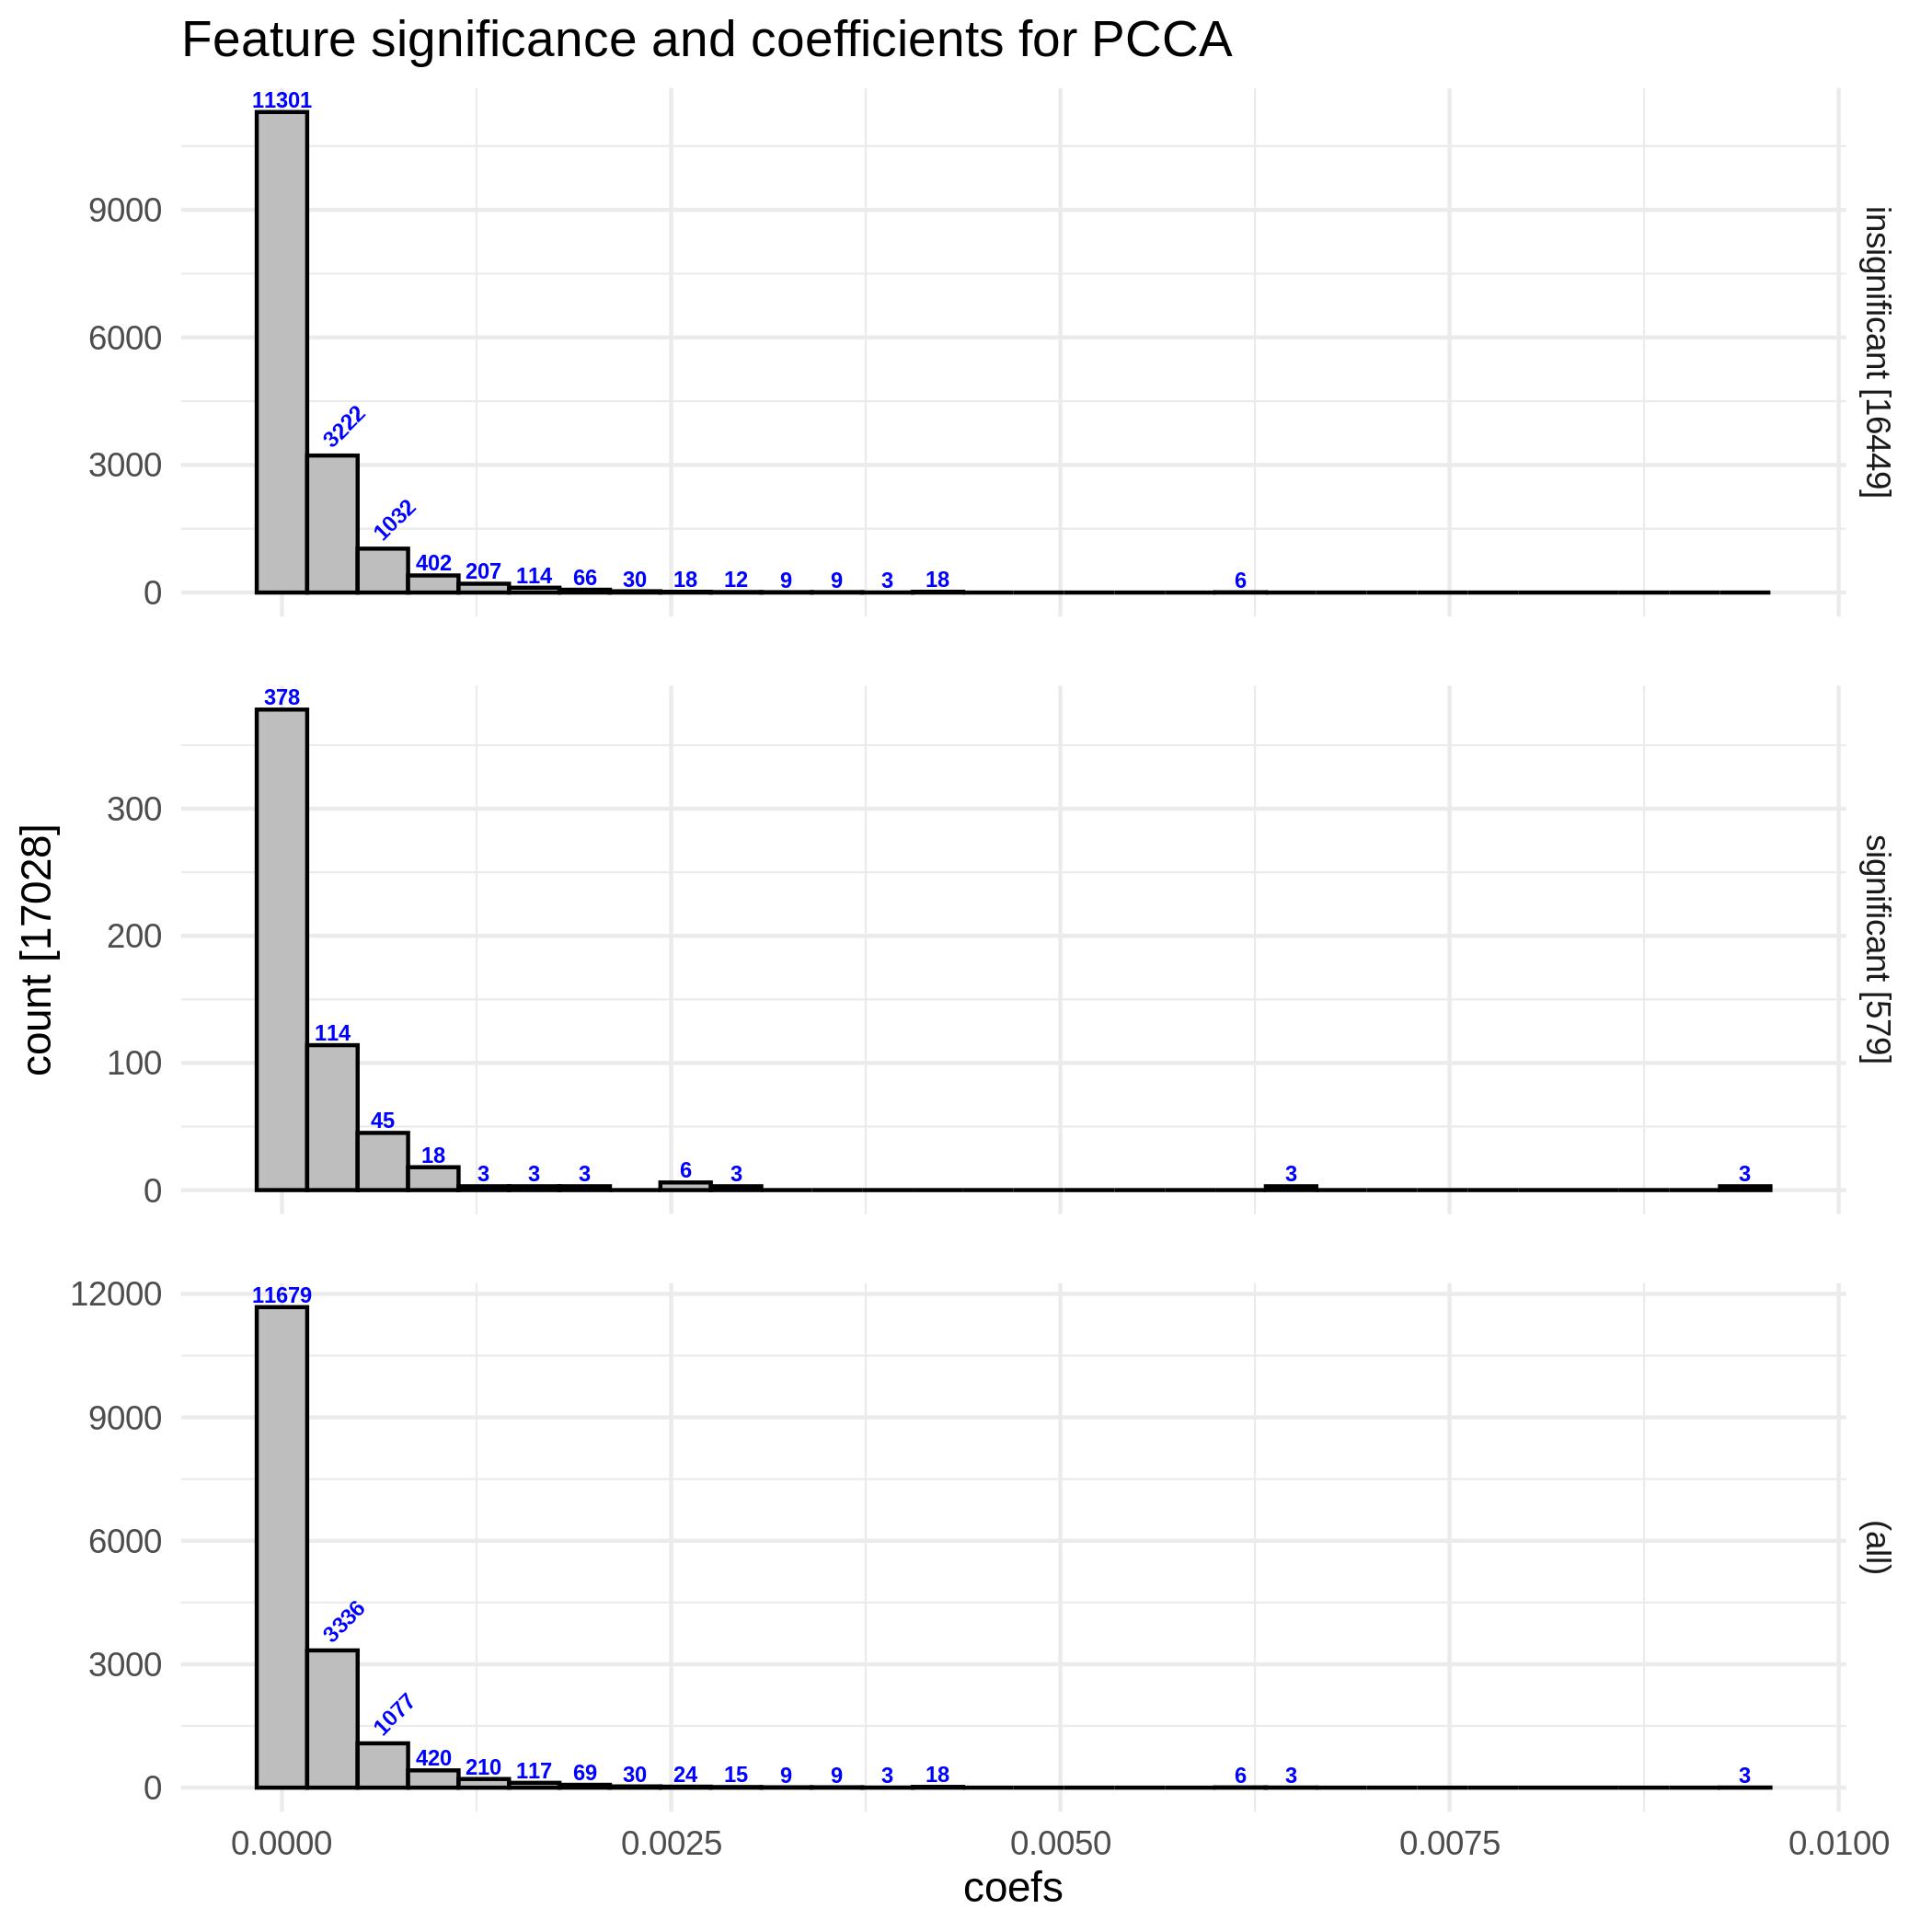 Feature significance and coefficients for PCCA
11301
3222
1032
402 207 114 66 30 18 12 9 9 3 18 6
9000
6000
3000
0
insignificant [16449]
378
114
45
18
3 3 3 6 3 3 3
300
200
100
0
significant [579]
count [17028]
11679
3336
1077
420 210 117 69 30 24 15 9 9 3 18 6 3 3
12000
9000
6000
3000
0
(all)
0.0000 0.0025 0.0050 0.0075 0.0100
coefs